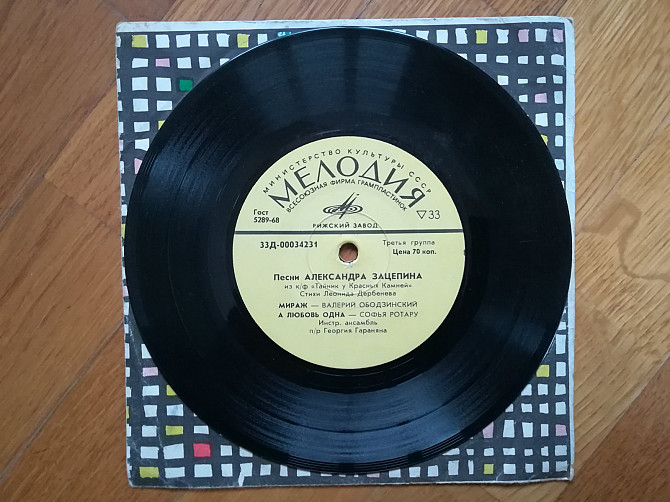 МИНИСТЕРСТВО КУЛЬТУРЫ СССР
МЕЛОДИЯ
ВСЕСОЮЗНАЯ ФИРМА ГРАМПЛАСТИНОК
Гост
5289-68
▽33
РИЖСКИЙ ЗАВОД
33Д-00034231
Третья группа
Цена 70 коп.
Песни АЛЕКСАНДРА ЗАЦЕПИНА
из к/ф «Тайник у Красных Камней»
Стихи Леонида Дербенева
МИРАЖ — ВАЛЕРИЙ ОБОДЗИНСКИЙ
А ЛЮБОВЬ ОДНА — СОФЬЯ РОТАРУ
Инстр. ансамбль
п/р Георгия Гараняна